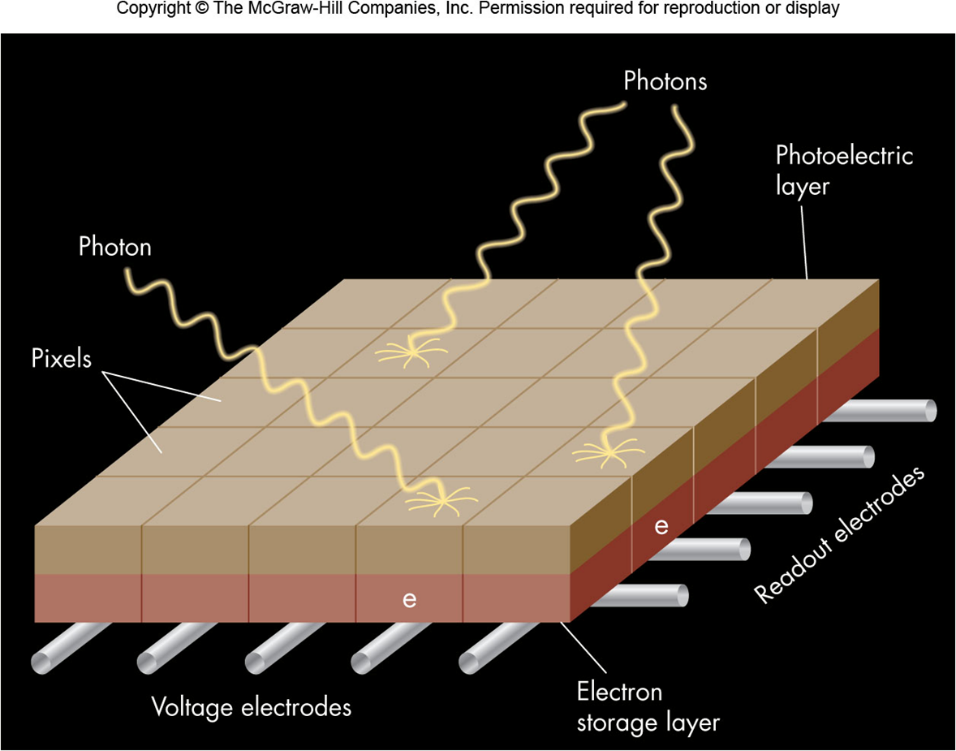 Copyright © The McGraw-Hill Companies, Inc. Permission required for reproduction or display
Photons
Photoelectric
layer
Photon
Pixels
e
e
Readout electrodes
Voltage electrodes
Electron
storage layer